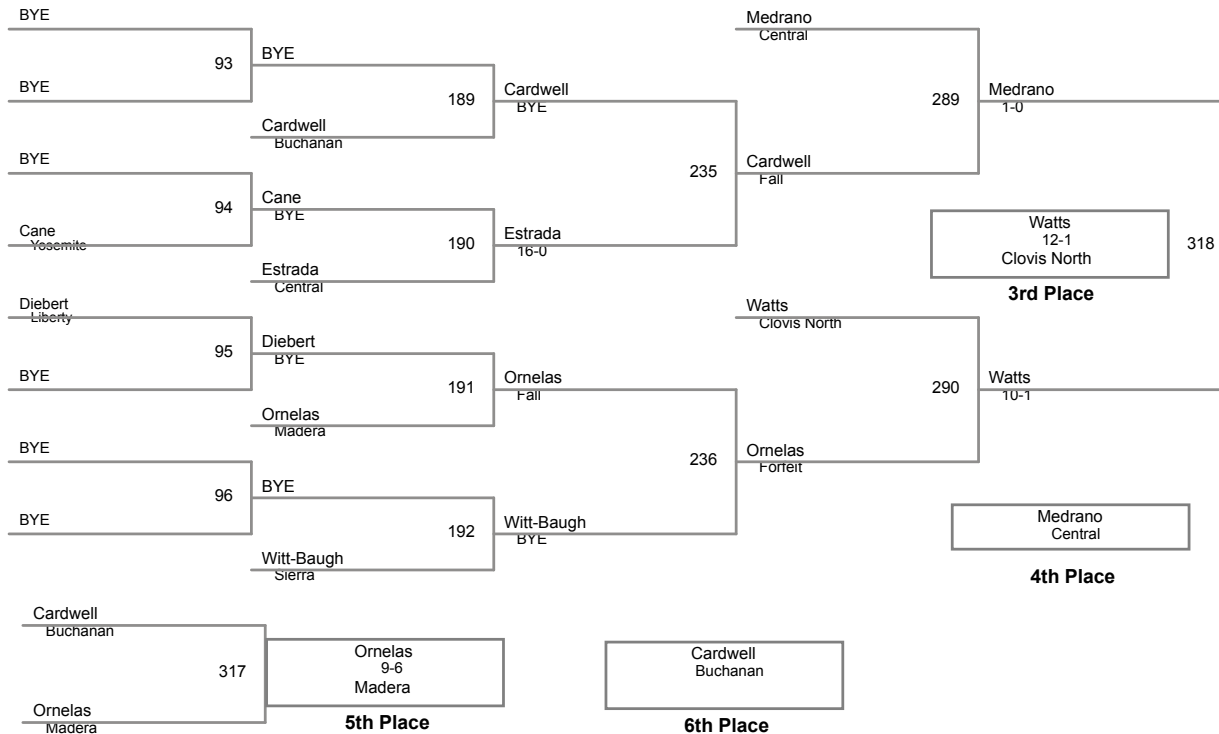 BYE
93
BYE
BYE
189
Cardwell
Buchanan
Cardwell
BYE
BYE
94
Cane
Yosemite
Cane
BYE
190
Estrada
Central
Estrada
16-0
235
Cardwell
Fall
Medrano
Central
289
Medrano
1-0
Watts
12-1
Clovis North
318
3rd Place
Diebert
Liberty
95
BYE
Diebert
BYE
191
Ornelas
Madera
Ornelas
Fall
BYE
96
BYE
BYE
192
Witt-Baugh
Sierra
Witt-Baugh
BYE
236
Ornelas
Forfeit
Watts
Clovis North
290
Watts
10-1
Medrano
Central
4th Place
Cardwell
Buchanan
317
Ornelas
Madera
Ornelas
9-6
Madera
5th Place
Cardwell
Buchanan
6th Place